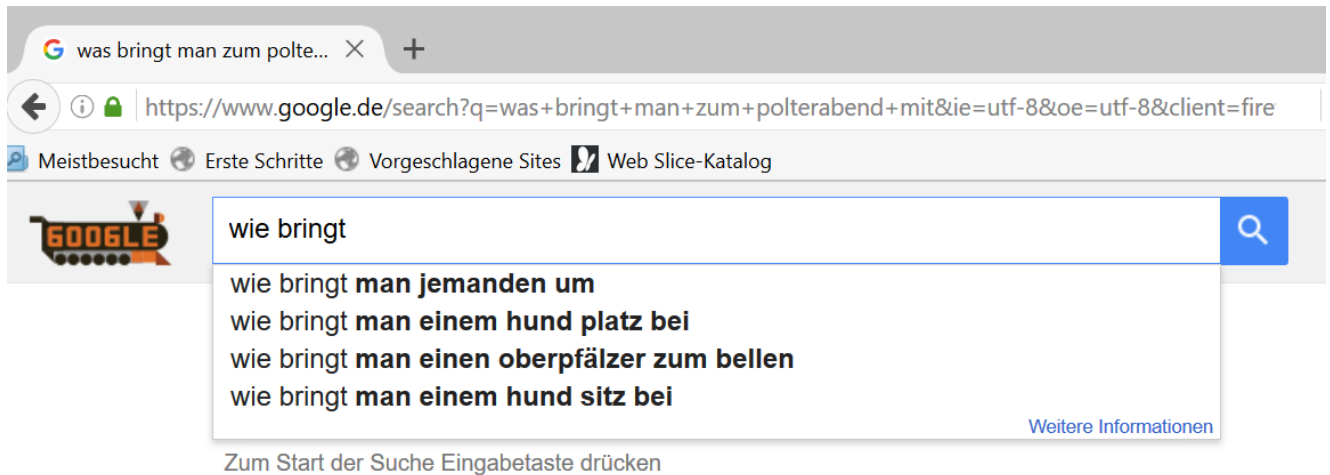 was bringt man zum polte...
https://www.google.de/search?q=was+bringt+man+zum+polterabend+mit&ie=utf-8&oe=utf-8&client=fire
Meistbesucht Erste Schritte Vorgeschlagene Sites Web Slice-Katalog
GOOGLE wie bringt
wie bringt man jemanden um
wie bringt man einem hund platz bei
wie bringt man einen oberpfälzer zum bellen
wie bringt man einem hund sitz bei
Weitere Informationen
Zum Start der Suche Eingabetaste drücken